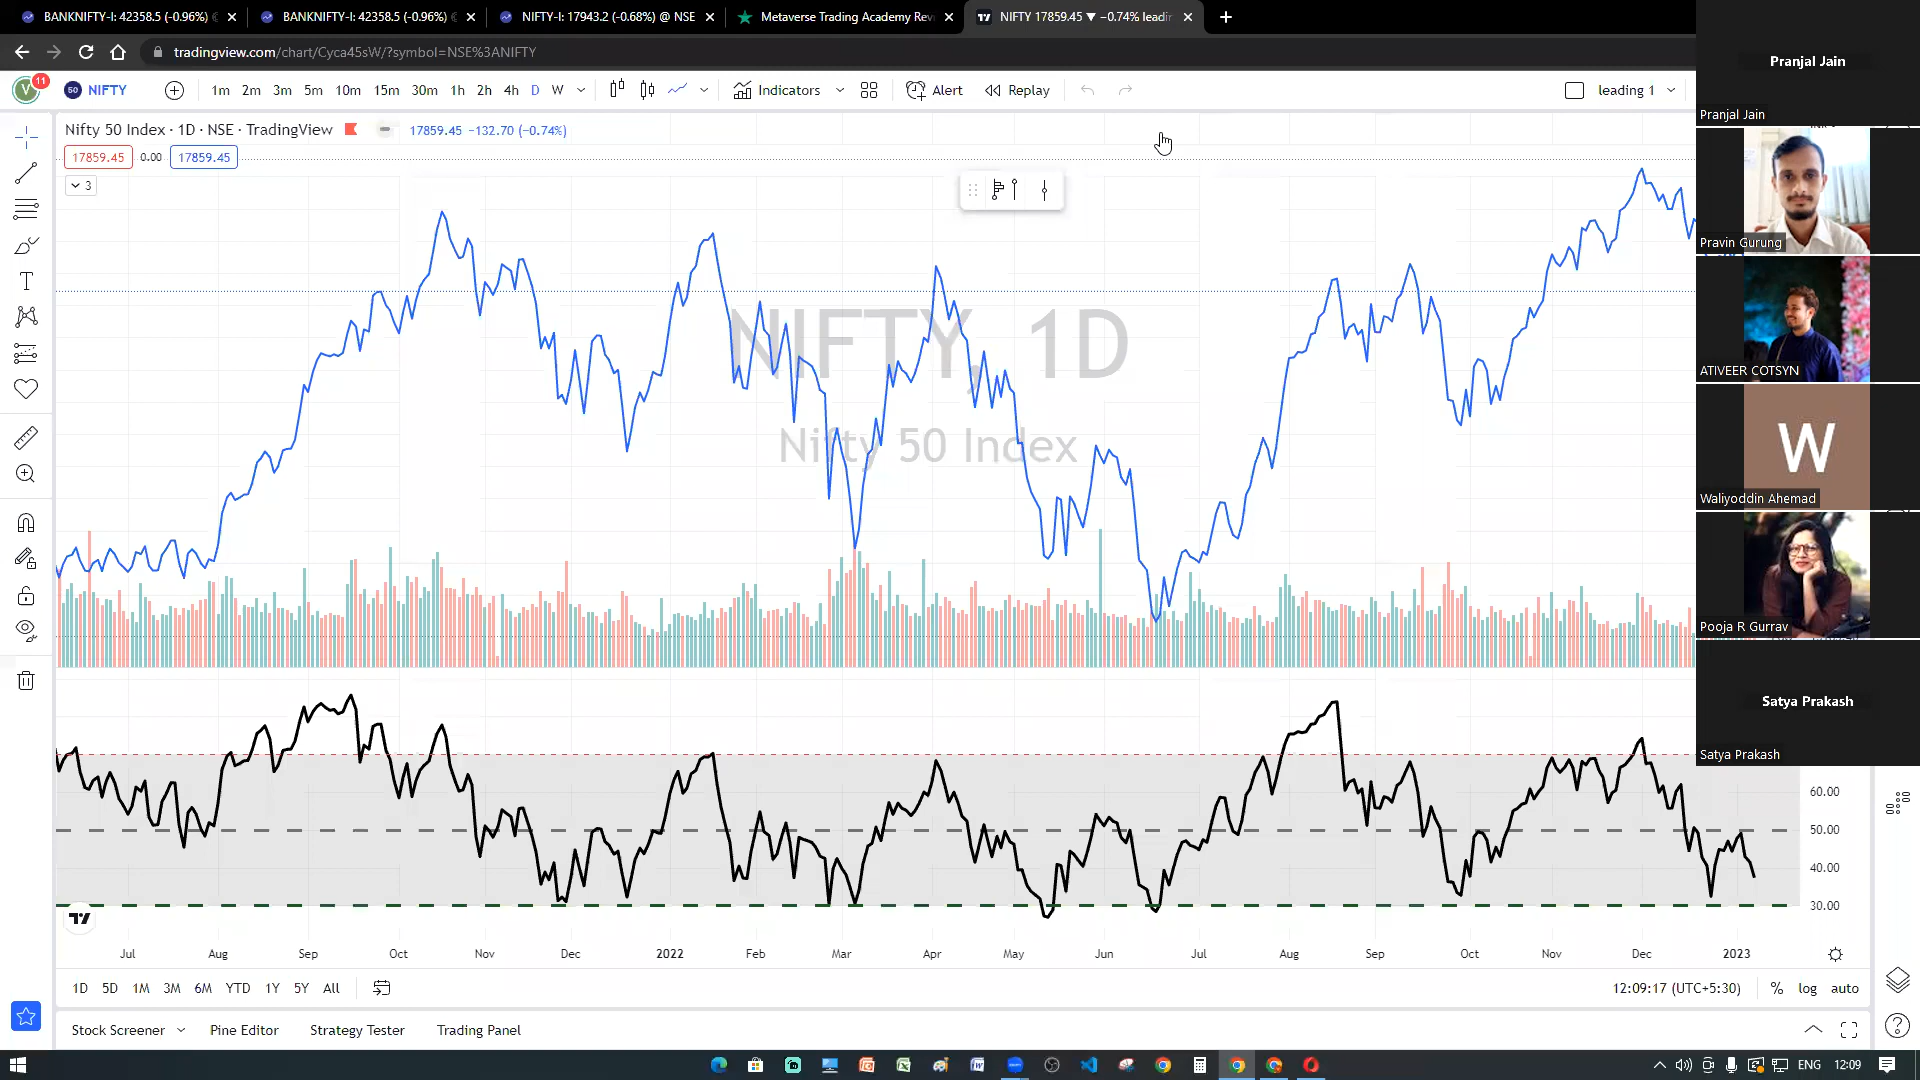 BANKNIFTY-I: 42358.5 (-0.96%)
BANKNIFTY-I: 42358.5 (-0.96%)
NIFTY-I: 17943.2 (-0.68%) @ NSE
Metaverse Trading Academy Rev
NIFTY 17859.45 ▼ −0.74% leadin
tradingview.com/chart/Cyca45sW/?symbol=NSE%3ANIFTY
V
11
50
NIFTY
1m 2m 3m 5m 10m 15m 30m 1h 2h 4h D W
Indicators
Alert
Replay
leading 1
Nifty 50 Index · 1D · NSE · TradingView
17859.45 −132.70 (−0.74%)
17859.45 0.00 17859.45
3
NIFTY, 1D
Nifty 50 Index
60.00
50.00
40.00
30.00
Jul Aug Sep Oct Nov Dec 2022 Feb Mar Apr May Jun Jul Aug Sep Oct Nov Dec 2023
1D 5D 1M 3M 6M YTD 1Y 5Y All
12:09:17 (UTC+5:30)
% log auto
Stock Screener
Pine Editor
Strategy Tester
Trading Panel
Pranjal Jain
Pranjal Jain
Pravin Gurung
ATIVEER COTSYN
W
Waliyoddin Ahemad
Pooja R Gurrav
Satya Prakash
Satya Prakash
ENG 12:09